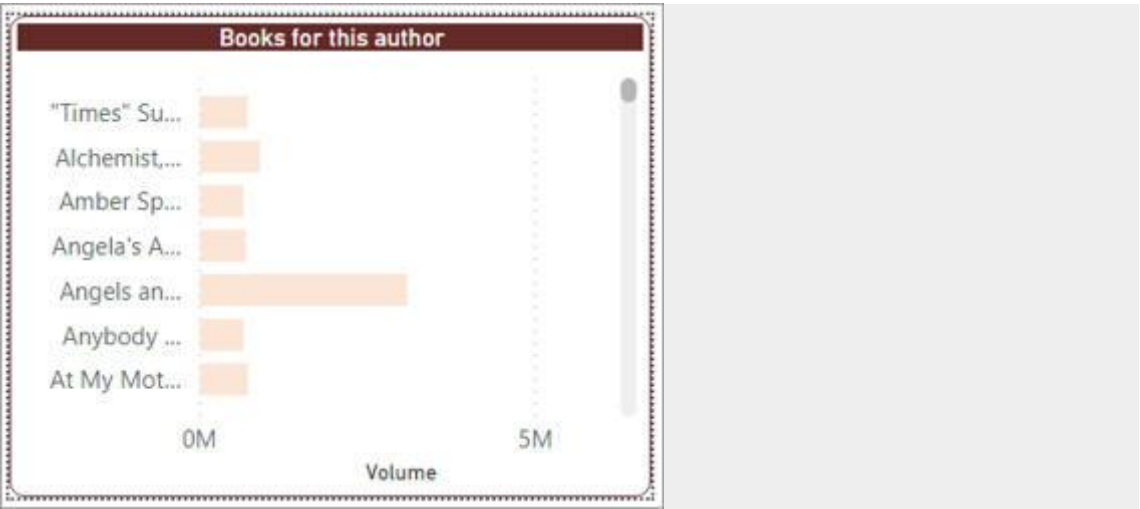 Books for this author
"Times" Su...
Alchemist,...
Amber Sp...
Angela's A...
Angels an...
Anybody ...
At My Mot...
0M 5M
Volume